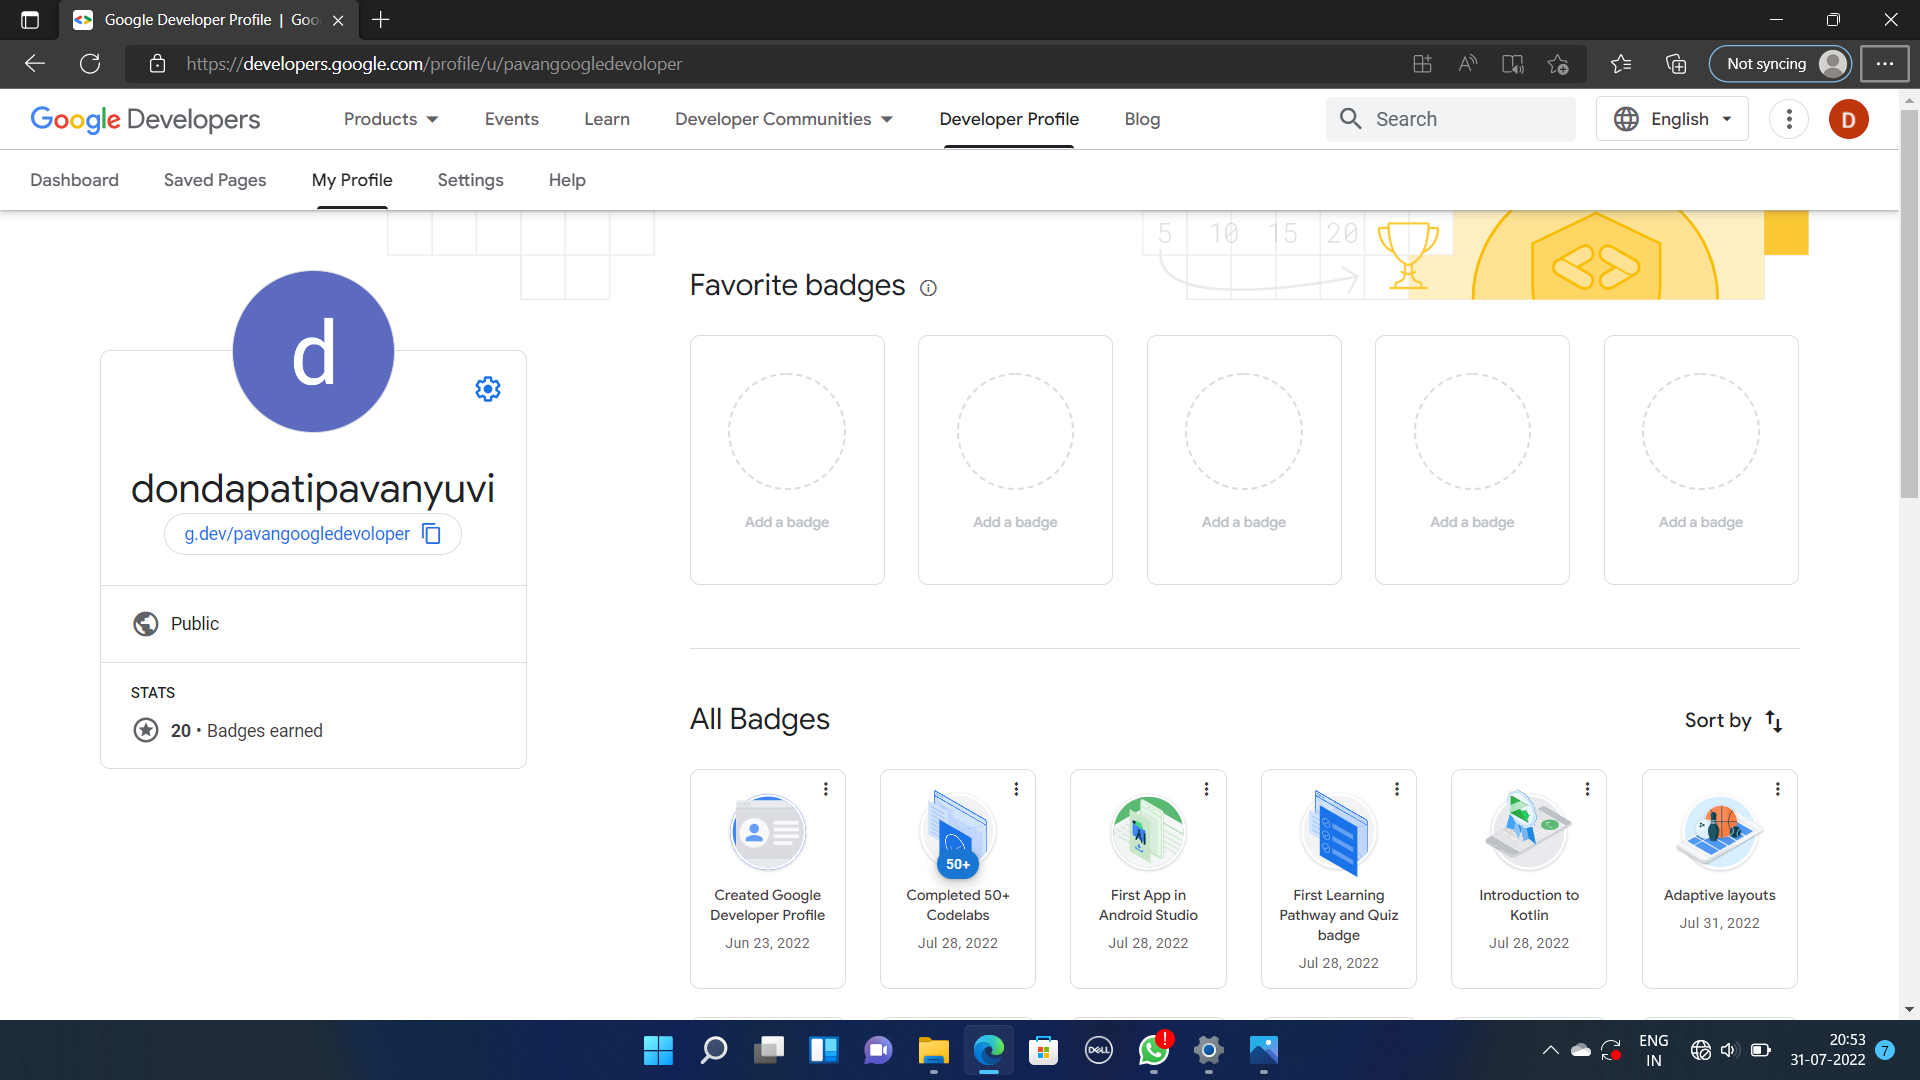 Google Developer Profile | Goo
https://developers.google.com/profile/u/pavangoogledevoloper
Not syncing
Google Developers
Products
Events
Learn
Developer Communities
Developer Profile
Blog
Search
English
D
Dashboard
Saved Pages
My Profile
Settings
Help
5 10 15 20
d
dondapatipavanyuvi
g.dev/pavangoogledevoloper
Public
STATS
20 • Badges earned
Favorite badges
Add a badge
Add a badge
Add a badge
Add a badge
Add a badge
All Badges
Sort by
Created Google
Developer Profile
Jun 23, 2022
50+
Completed 50+
Codelabs
Jul 28, 2022
First App in
Android Studio
Jul 28, 2022
First Learning
Pathway and Quiz
badge
Jul 28, 2022
Introduction to
Kotlin
Jul 28, 2022
Adaptive layouts
Jul 31, 2022
DELL
ENG
IN
20:53
31-07-2022
7